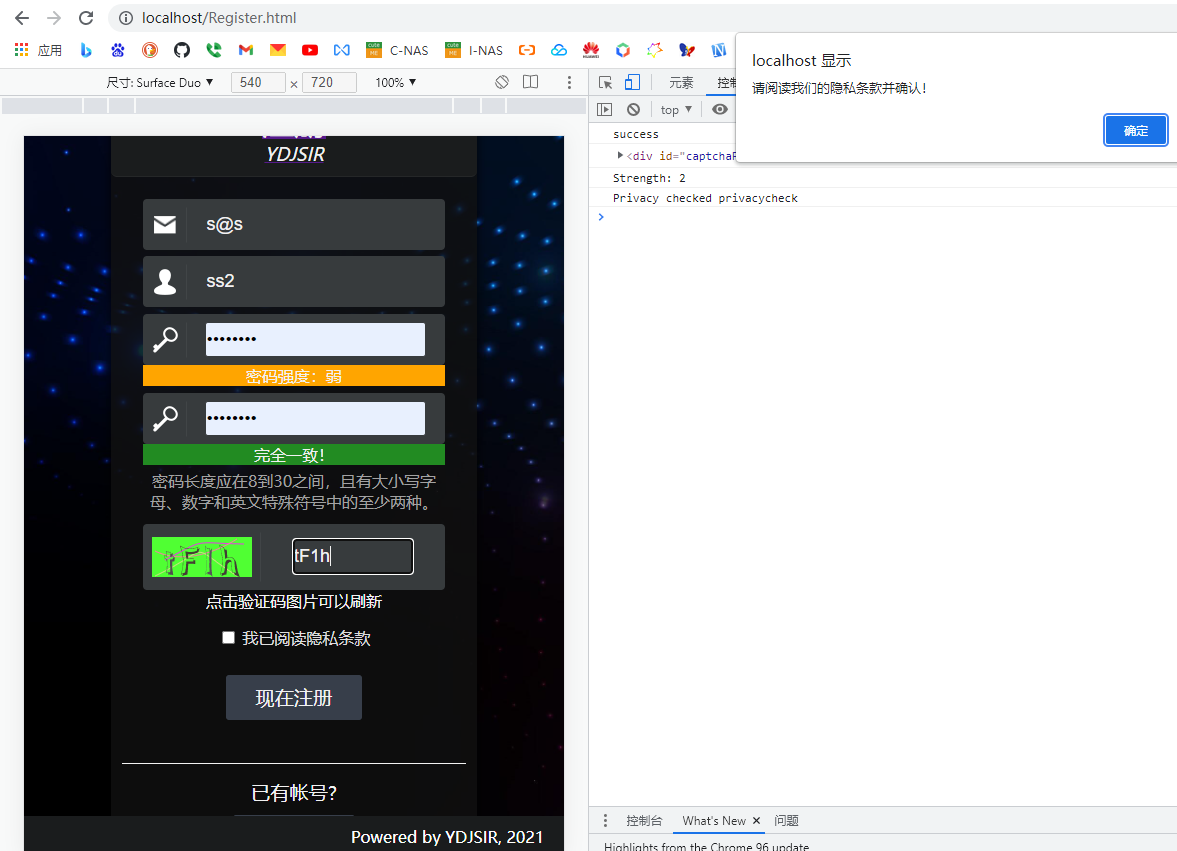 localhost/Register.html
应用
C-NAS
I-NAS
尺寸: Surface Duo ▼
540 × 720
100% ▼
元素
top ▼
localhost 显示
请阅读我们的隐私条款并确认！
确定
success
<div id="captcha
Strength: 2
Privacy checked privacycheck
YDJSIR
s@s
ss2
••••••••
密码强度：弱
••••••••
完全一致！
密码长度应在8到30之间，且有大小写字
母、数字和英文特殊符号中的至少两种。
tF1h
tF1h
点击验证码图片可以刷新
我已阅读隐私条款
现在注册
已有帐号?
Powered by YDJSIR, 2021
控制台
What's New ×
问题
Highlights from the Chrome 96 update